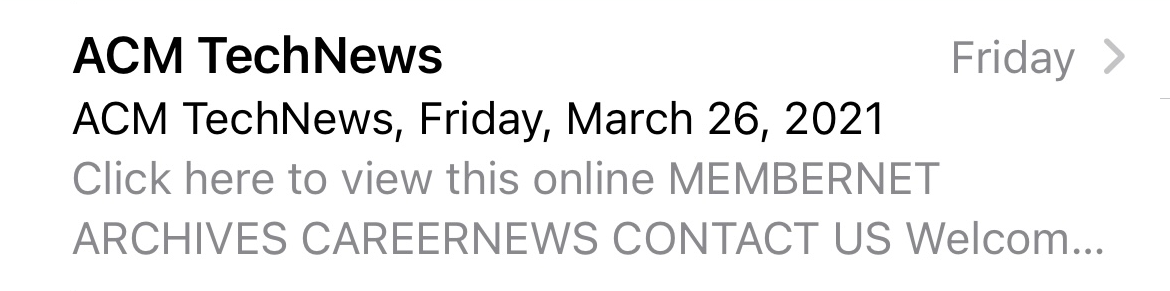 ACM TechNews Friday
ACM TechNews, Friday, March 26, 2021
Click here to view this online MEMBERNET
ARCHIVES CAREERNEWS CONTACT US Welcom...